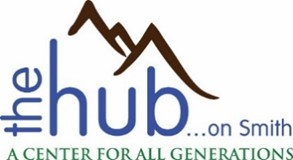 the hub
...on Smith
A CENTER FOR ALL GENERATIONS